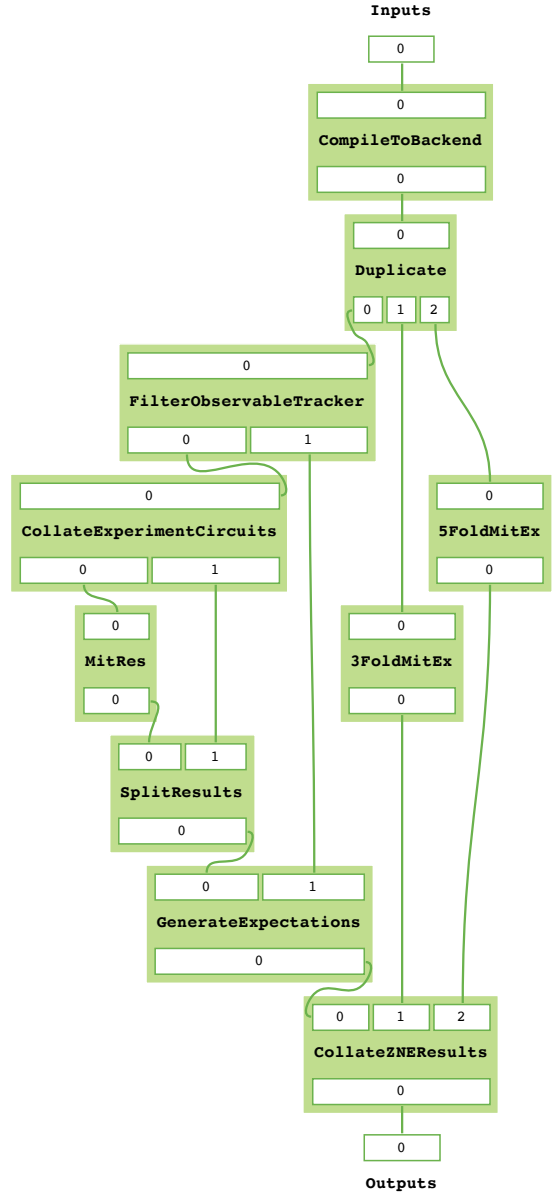 Inputs
0
0
CompileToBackend
0
0
Duplicate
0 1 2
0
FilterObservableTracker
0 1
0
CollateExperimentCircuits
0 1
0
5FoldMitEx
0
0
MitRes
0
0
3FoldMitEx
0
0 1
SplitResults
0
0 1
GenerateExpectations
0
0 1 2
CollateZNEResults
0
0
Outputs